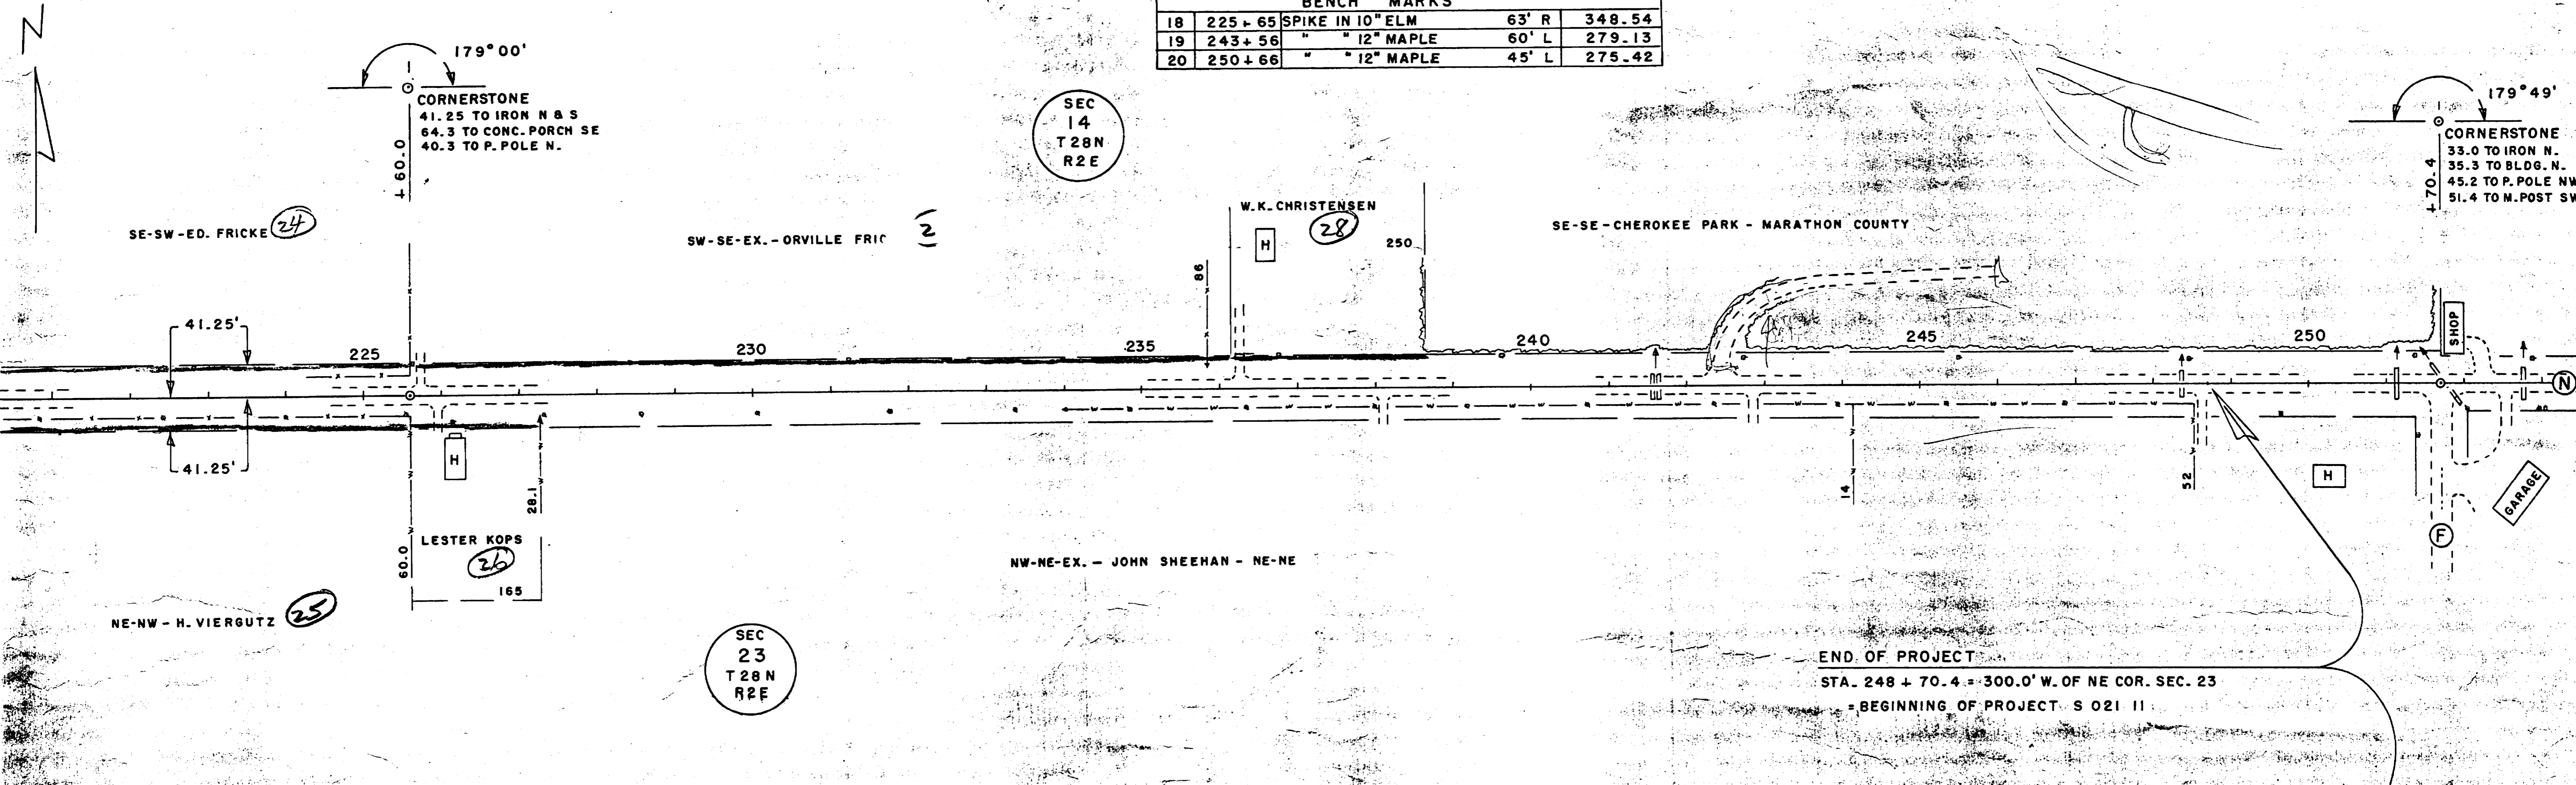 BENCH MARKS
18 225+65 SPIKE IN 10" ELM 63' R 348.54
19 243+56 " " 12" MAPLE 60' L 279.13
20 250+66 " " 12" MAPLE 45' L 275.42
N
179°00'
CORNERSTONE
41.25 TO IRON N & S
64.3 TO CONC. PORCH SE
40.3 TO P. POLE N.
+60.0
SEC
14
T28N
R2E
179°49'
CORNERSTONE
33.0 TO IRON N.
35.3 TO BLDG. N.
45.2 TO P. POLE NW
51.4 TO M. POST SW
+70.4
SE-SW-ED. FRICKE 24
SW-SE-EX.-ORVILLE FRIC 2
W.K. CHRISTENSEN
28
H
250
86
SE-SE-CHEROKEE PARK - MARATHON COUNTY
SHOP
41.25'
225
230
235
240
245
250
N
41.25'
H
28.1
14
52
H
GARAGE
F
LESTER KOPS
26
60.0
165
NW-NE-EX. - JOHN SHEEHAN - NE-NE
NE-NW - H. VIERGUTZ 25
SEC
23
T28N
R2E
END OF PROJECT
STA. 248 + 70.4 = 300.0' W. OF NE COR. SEC. 23
= BEGINNING OF PROJECT S 021 11